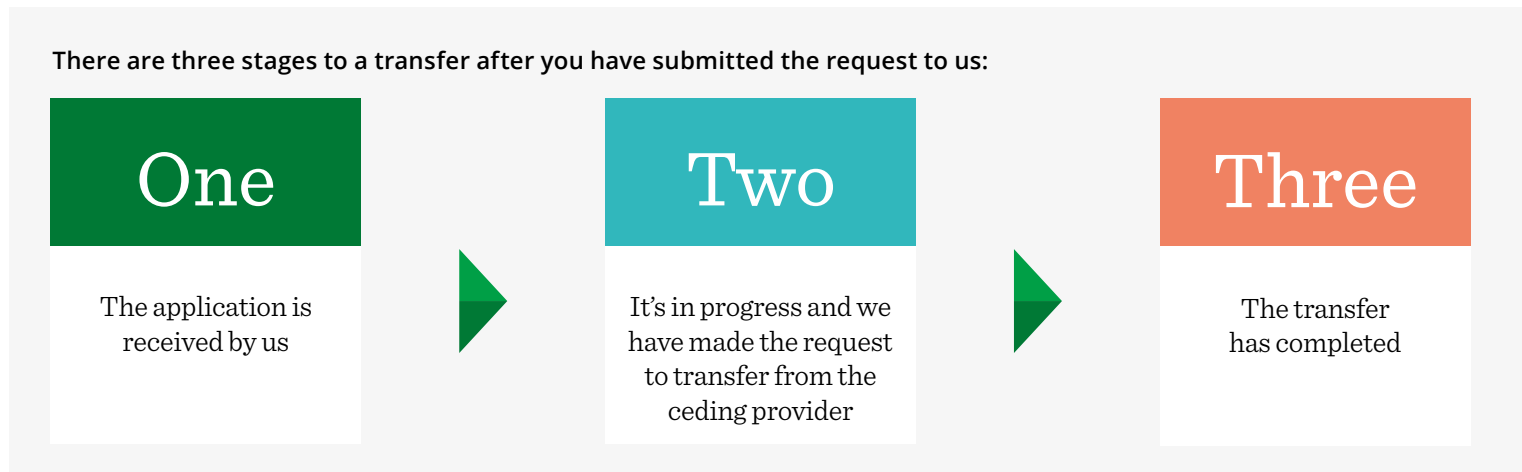 There are three stages to a transfer after you have submitted the request to us:
One
The application is
received by us
Two
It’s in progress and we
have made the request
to transfer from the
ceding provider
Three
The transfer
has completed